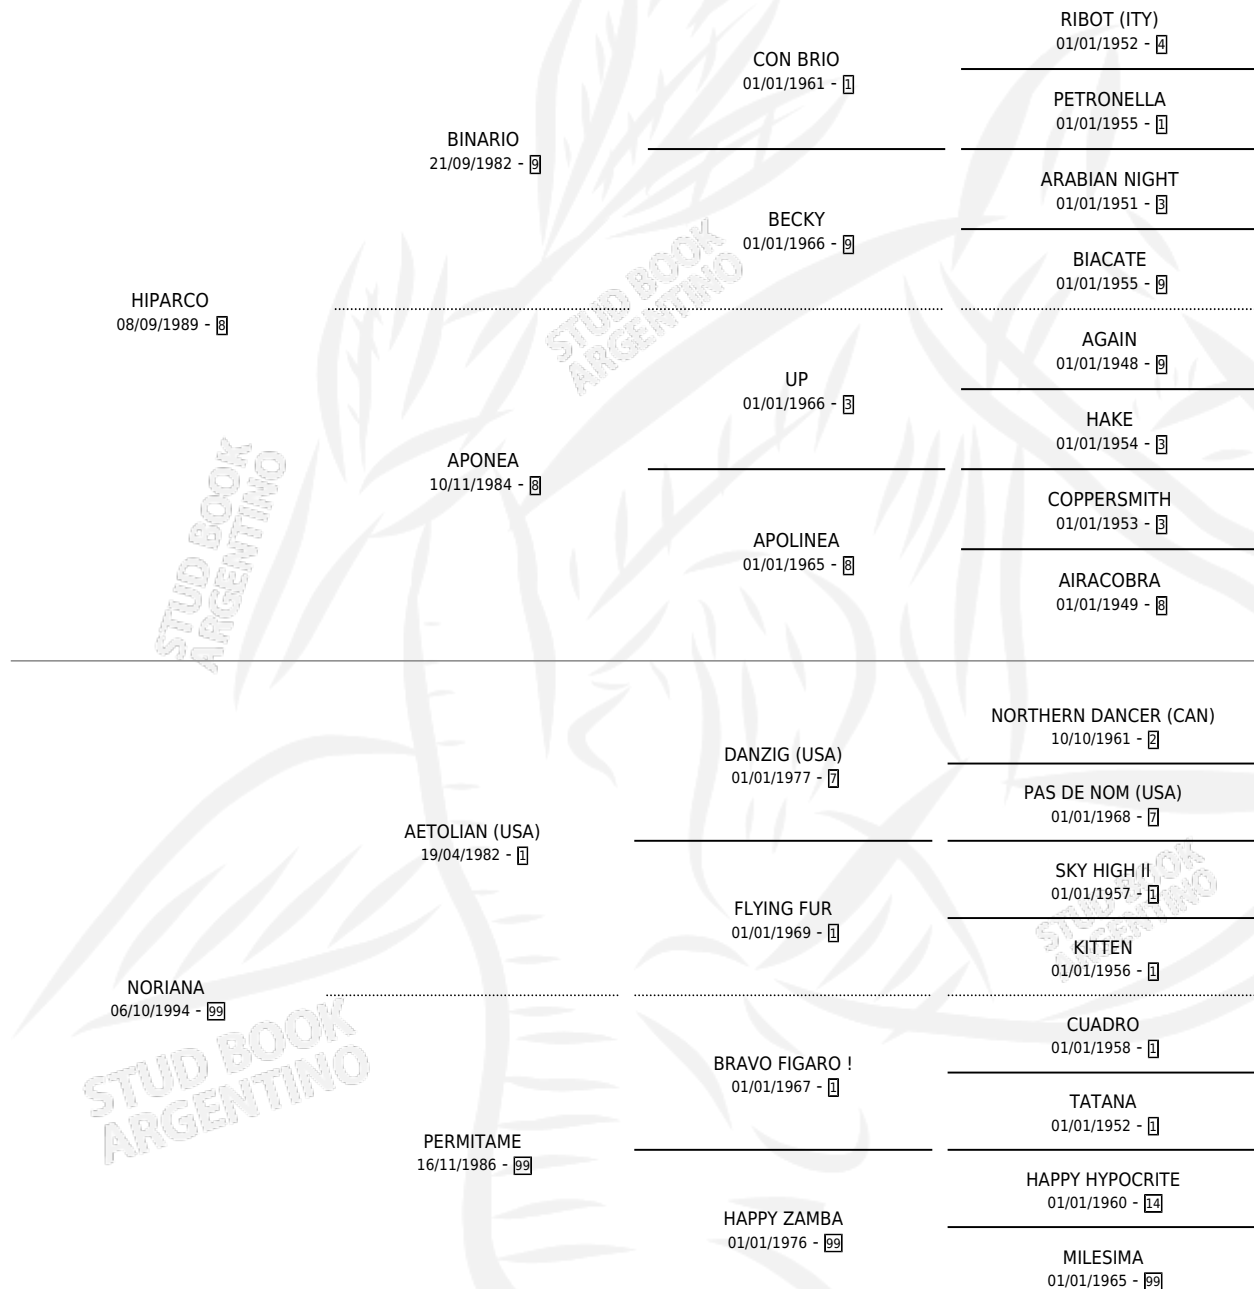 RIBOT (ITY)
01/01/1952 - 4
CON BRIO
01/01/1961 - 1
PETRONELLA
01/01/1955 - 1
BINARIO
21/09/1982 - 9
ARABIAN NIGHT
01/01/1951 - 3
BECKY
01/01/1966 - 9
BIACATE
01/01/1955 - 9
HIPARCO
08/09/1989 - 8
STUD BOOK
ARGENTINO
AGAIN
01/01/1948 - 9
UP
01/01/1966 - 3
HAKE
01/01/1954 - 3
APONEA
10/11/1984 - 8
COPPERSMITH
01/01/1953 - 3
APOLINEA
01/01/1965 - 8
AIRACOBRA
01/01/1949 - 8
STUD BOOK
ARGENTINO
NORTHERN DANCER (CAN)
10/10/1961 - 2
DANZIG (USA)
01/01/1977 - 7
PAS DE NOM (USA)
01/01/1968 - 7
AETOLIAN (USA)
19/04/1982 - 1
SKY HIGH II
01/01/1957 - 1
FLYING FUR
01/01/1969 - 1
STUD BOOK
ARGENTINO
KITTEN
01/01/1956 - 1
NORIANA
06/10/1994 - 99
CUADRO
01/01/1958 - 1
BRAVO FIGARO !
01/01/1967 - 1
STUD BOOK
ARGENTINO
TATANA
01/01/1952 - 1
PERMITAME
16/11/1986 - 99
HAPPY HYPOCRITE
01/01/1960 - 14
HAPPY ZAMBA
01/01/1976 - 99
MILESIMA
01/01/1965 - 99